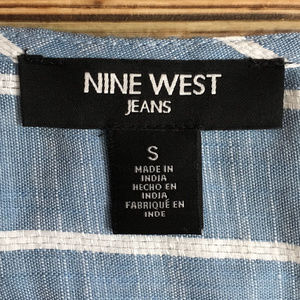 NINE WEST
JEANS
S
MADE IN
INDIA
HECHO EN
INDIA
FABRIQUÉ EN
INDE